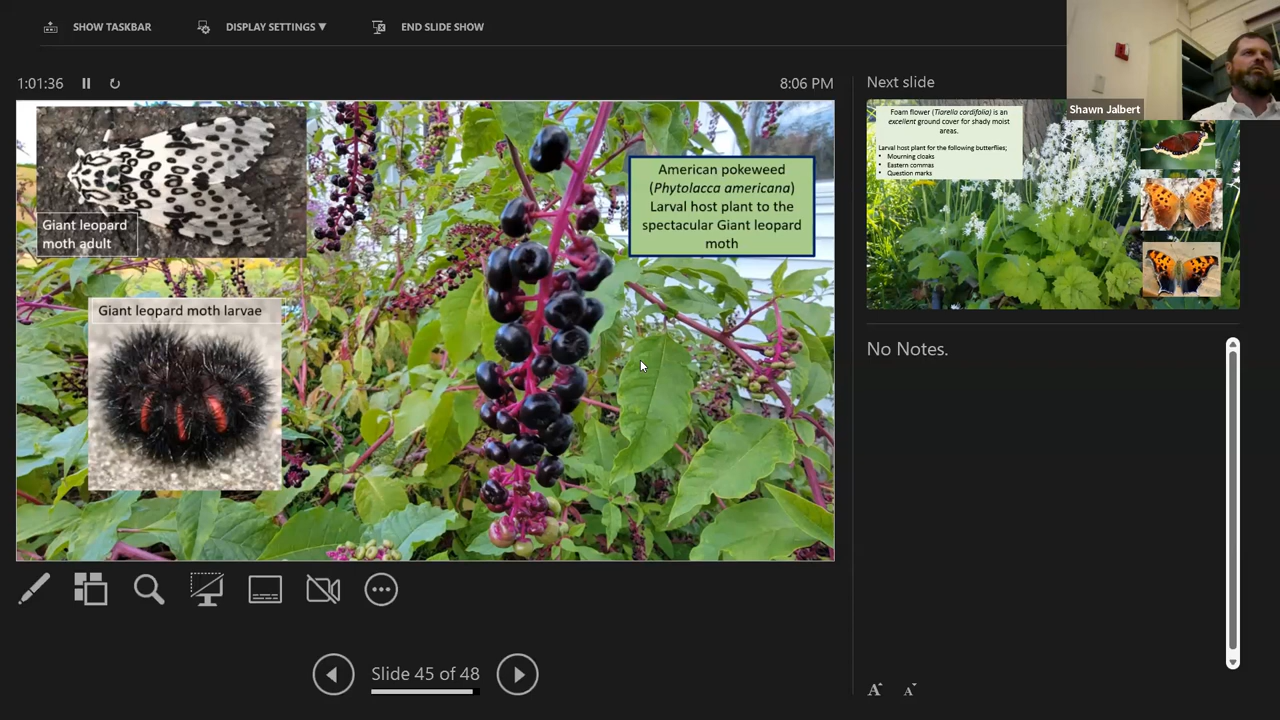 SHOW TASKBAR
DISPLAY SETTINGS ▼
END SLIDE SHOW
1:01:36
8:06 PM
Next slide
Shawn Jalbert
Giant leopard
moth adult
American pokeweed
(Phytolacca americana)
Larval host plant to the
spectacular Giant leopard
moth
Giant leopard moth larvae
Foam flower (Tiarella cordifolia) is an
excellent ground cover for shady moist
areas.
Larval host plant for the following butterflies;
• Mourning cloaks
• Eastern commas
• Question marks
No Notes.
Slide 45 of 48
A A